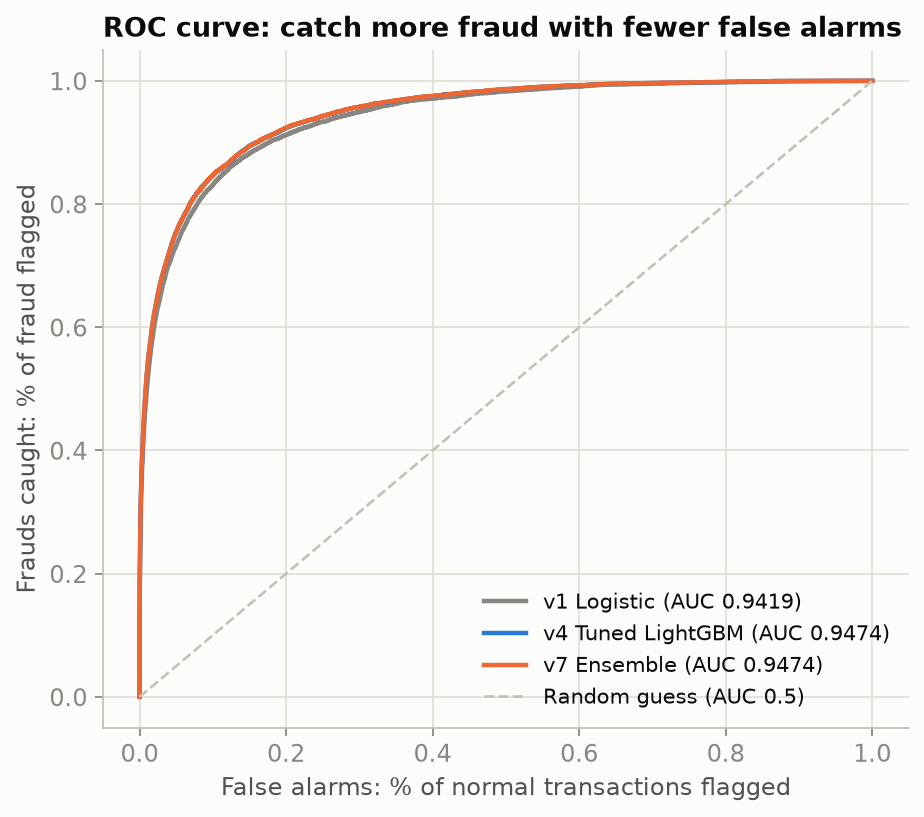 ROC curve: catch more fraud with fewer false alarms
Frauds caught: % of fraud flagged
1.0
0.8
0.6
0.4
0.2
0.0
v1 Logistic (AUC 0.9419)
v4 Tuned LightGBM (AUC 0.9474)
v7 Ensemble (AUC 0.9474)
Random guess (AUC 0.5)
0.0 0.2 0.4 0.6 0.8 1.0
False alarms: % of normal transactions flagged